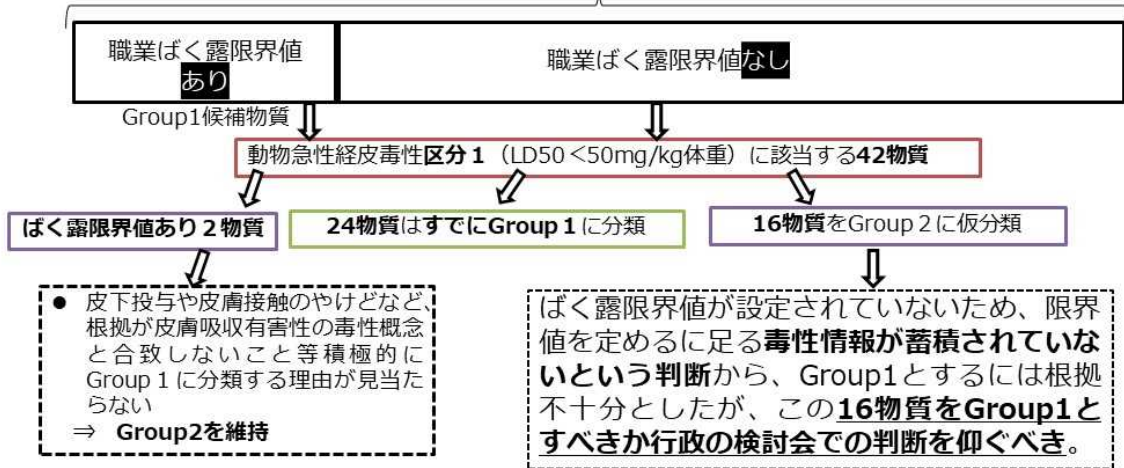 職業ばく露限界値
あり
職業ばく露限界値なし
Group1候補物質
動物急性経皮毒性区分１（LD50＜50mg/kg体重）に該当する42物質
ばく露限界値あり２物質
24物質はすでにGroup１に分類
16物質をGroup２に仮分類
● 皮下投与や皮膚接触のやけどなど、
根拠が皮膚吸収有害性の毒性概念
と合致しないこと等積極的に
Group１に分類する理由が見当た
らない
⇒ Group2を維持
ばく露限界値が設定されていないため、限界
値を定めるに足る毒性情報が蓄積されていな
いという判断から、Group1とするには根拠
不十分としたが、この16物質をGroup1と
すべきか行政の検討会での判断を仰ぐべき。